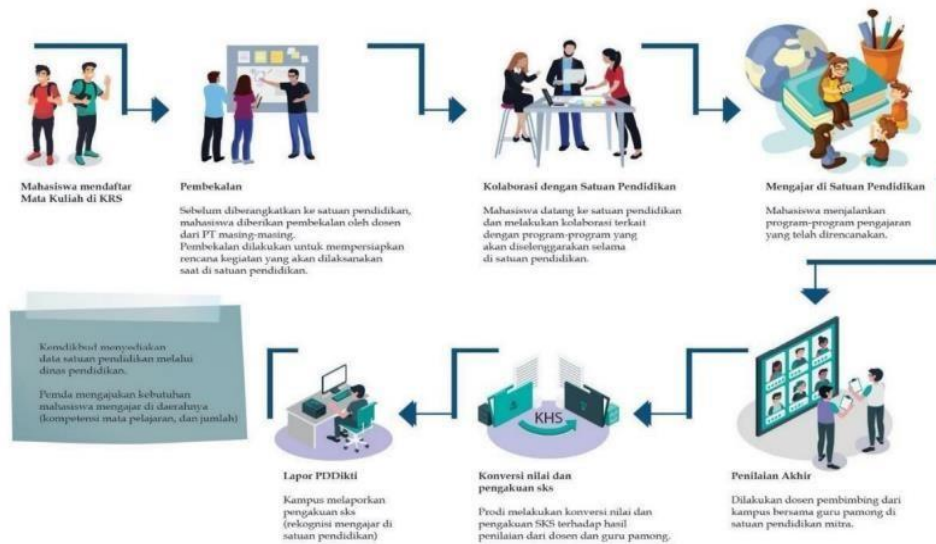 Mahasiswa mendaftar
Mata Kuliah di KRS
Pembekalan
Sebelum diberangkatkan ke satuan pendidikan,
mahasiswa diberikan pembekalan oleh dosen
dari PT masing-masing.
Pembekalan dilakukan untuk mempersiapkan
rencana kegiatan yang akan dilaksanakan
saat di satuan pendidikan.
Kolaborasi dengan Satuan Pendidikan
Mahasiswa datang ke satuan pendidikan
dan melakukan kolaborasi terkait
dengan program-program yang
akan diselenggarakan selama
di satuan pendidikan.
Mengajar di Satuan Pendidikan
Mahasiswa menjalankan
program-program pengajaran
yang telah direncanakan.
Kemdikbud menyediakan
data satuan pendidikan melalui
dinas pendidikan.
Pemda mengajukan kebutuhan
mahasiswa mengajar di daerahnya
(kompetensi mata pelajaran, dan jumlah)
Lapor PDDikti
Kampus melaporkan
pengakuan sks
(rekognisi mengajar di
satuan pendidikan)
KHS
Konversi nilai dan
pengakuan sks
Prodi melakukan konversi nilai dan
pengakuan SKS terhadap hasil
penilaian dari dosen dan guru pamong.
Penilaian Akhir
Dilakukan dosen pembimbing dari
kampus bersama guru pamong di
satuan pendidikan mitra.